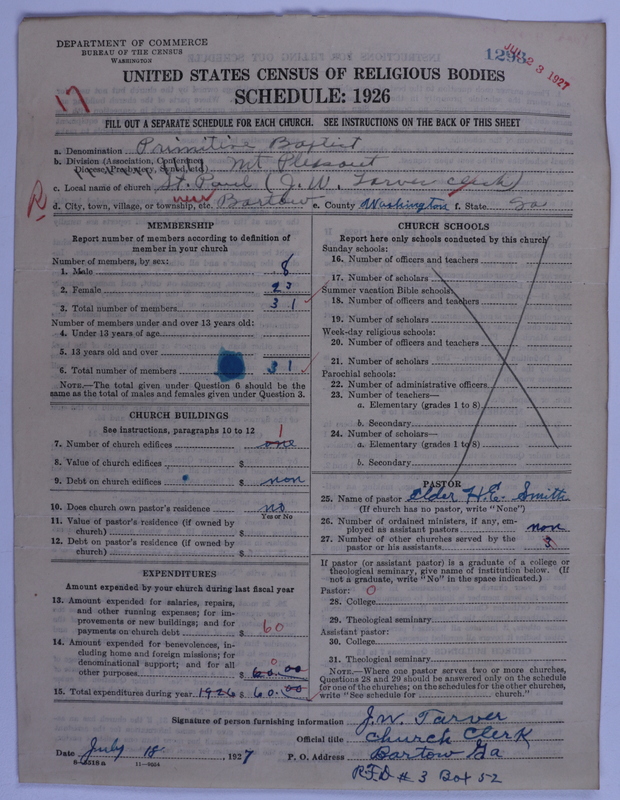 DEPARTMENT OF COMMERCE
BUREAU OF THE CENSUS
WASHINGTON
1298
JUL 23 1927
UNITED STATES CENSUS OF RELIGIOUS BODIES
SCHEDULE: 1926
17
FILL OUT A SEPARATE SCHEDULE FOR EACH CHURCH. SEE INSTRUCTIONS ON THE BACK OF THIS SHEET
a. Denomination Primitive Baptist
b. Division (Association, Conference, Diocese, Presbytery, Synod, etc.) Mt Pleasant
c. Local name of church St. Paul (J. W. Tarver clerk)
R
d. City, town, village, or township, etc. near Bartow e. County Washington f. State Ga
MEMBERSHIP
Report number of members according to definition of
member in your church
Number of members, by sex:
1. Male 8
2. Female 23
3. Total number of members 31
Number of members under and over 13 years old:
4. Under 13 years of age
5. 13 years old and over
6. Total number of members 31
NOTE.—The total given under Question 6 should be the
same as the total of males and females given under Question 3.
CHURCH BUILDINGS
See instructions, paragraphs 10 to 12
1
7. Number of church edifices one
8. Value of church edifices $
9. Debt on church edifices $ non
10. Does church own pastor's residence no
Yes or No
11. Value of pastor's residence (if owned by
church) $
12. Debt on pastor's residence (if owned by
church) $
EXPENDITURES
Amount expended by your church during last fiscal year
13. Amount expended for salaries, repairs,
and other running expenses; for im-
provements or new buildings; and for
payments on church debt $ 60
14. Amount expended for benevolences, in-
cluding home and foreign missions; for
denominational support; and for all
0
other purposes $ 60.00
15. Total expenditures during year 1926 $ 60.00
CHURCH SCHOOLS
Report here only schools conducted by this church
Sunday schools:
16. Number of officers and teachers
17. Number of scholars
Summer vacation Bible schools:
18. Number of officers and teachers
19. Number of scholars
Week-day religious schools:
20. Number of officers and teachers
21. Number of scholars
Parochial schools:
22. Number of administrative officers
23. Number of teachers—
a. Elementary (grades 1 to 8)
b. Secondary
24. Number of scholars—
a. Elementary (grades 1 to 8)
b. Secondary
PASTOR
25. Name of pastor Elder H. E. Smith
(If church has no pastor, write "None")
26. Number of ordained ministers, if any, em-
ployed as assistant pastors non
27. Number of other churches served by the
pastor or his assistants 3
If pastor (or assistant pastor) is a graduate of a college or
theological seminary, give name of institution below. (If
not a graduate, write "No" in the space indicated.)
Pastor: 0
28. College
29. Theological seminary
Assistant pastor:
30. College
31. Theological seminary
NOTE.—Where one pastor serves two or more churches,
Questions 28 and 29 should be answered only on the schedule
for one of the churches; on the schedules for the other churches,
write "See schedule for church."
Signature of person furnishing information J. W. Tarver
Official title Church Clerk
Date July 18, 1927 P. O. Address Bartow Ga
RFD # 3 Box 52
8—5518a 11—9554